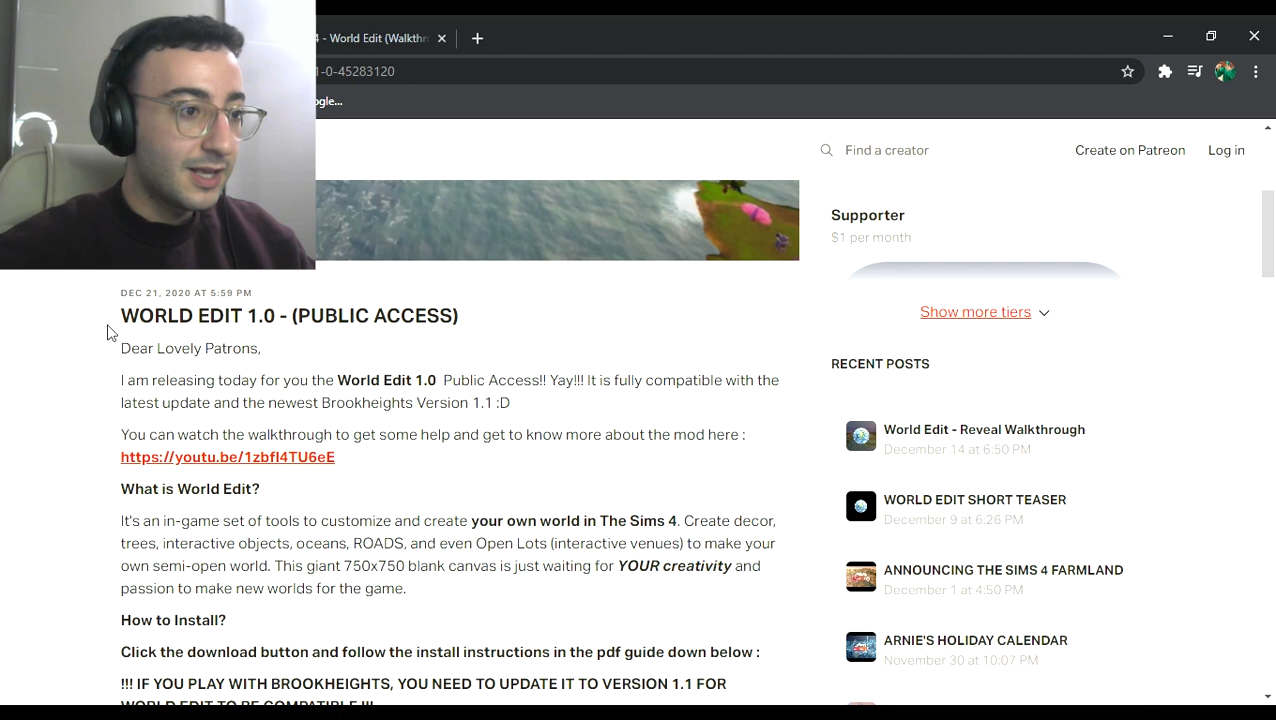 4 - World Edit (Walkthr
1-0-45283120
ogle...
Find a creator
Create on Patreon
Log in
Supporter
$1 per month
Show more tiers
DEC 21, 2020 AT 5:59 PM
WORLD EDIT 1.0 - (PUBLIC ACCESS)
Dear Lovely Patrons,
I am releasing today for you the World Edit 1.0 Public Access!! Yay!!! It is fully compatible with the
latest update and the newest Brookheights Version 1.1 :D
You can watch the walkthrough to get some help and get to know more about the mod here :
https://youtu.be/1zbfI4TU6eE
What is World Edit?
It's an in-game set of tools to customize and create your own world in The Sims 4. Create decor,
trees, interactive objects, oceans, ROADS, and even Open Lots (interactive venues) to make your
own semi-open world. This giant 750x750 blank canvas is just waiting for YOUR creativity and
passion to make new worlds for the game.
How to Install?
Click the download button and follow the install instructions in the pdf guide down below :
!!! IF YOU PLAY WITH BROOKHEIGHTS, YOU NEED TO UPDATE IT TO VERSION 1.1 FOR
WORLD EDIT TO BE COMPATIBLE !!!
RECENT POSTS
World Edit - Reveal Walkthrough
December 14 at 6:50 PM
WORLD EDIT SHORT TEASER
December 9 at 6:26 PM
ANNOUNCING THE SIMS 4 FARMLAND
December 1 at 4:50 PM
ARNIE'S HOLIDAY CALENDAR
November 30 at 10:07 PM